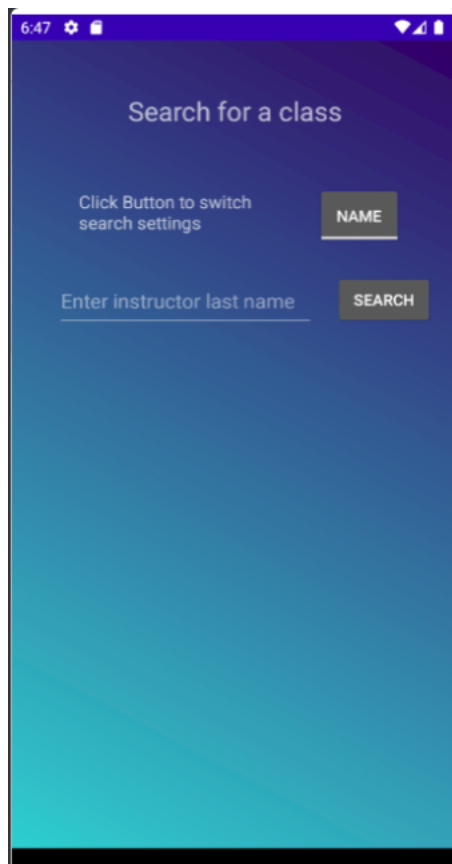 6:47
Search for a class
Click Button to switch
search settings
NAME
Enter instructor last name
SEARCH